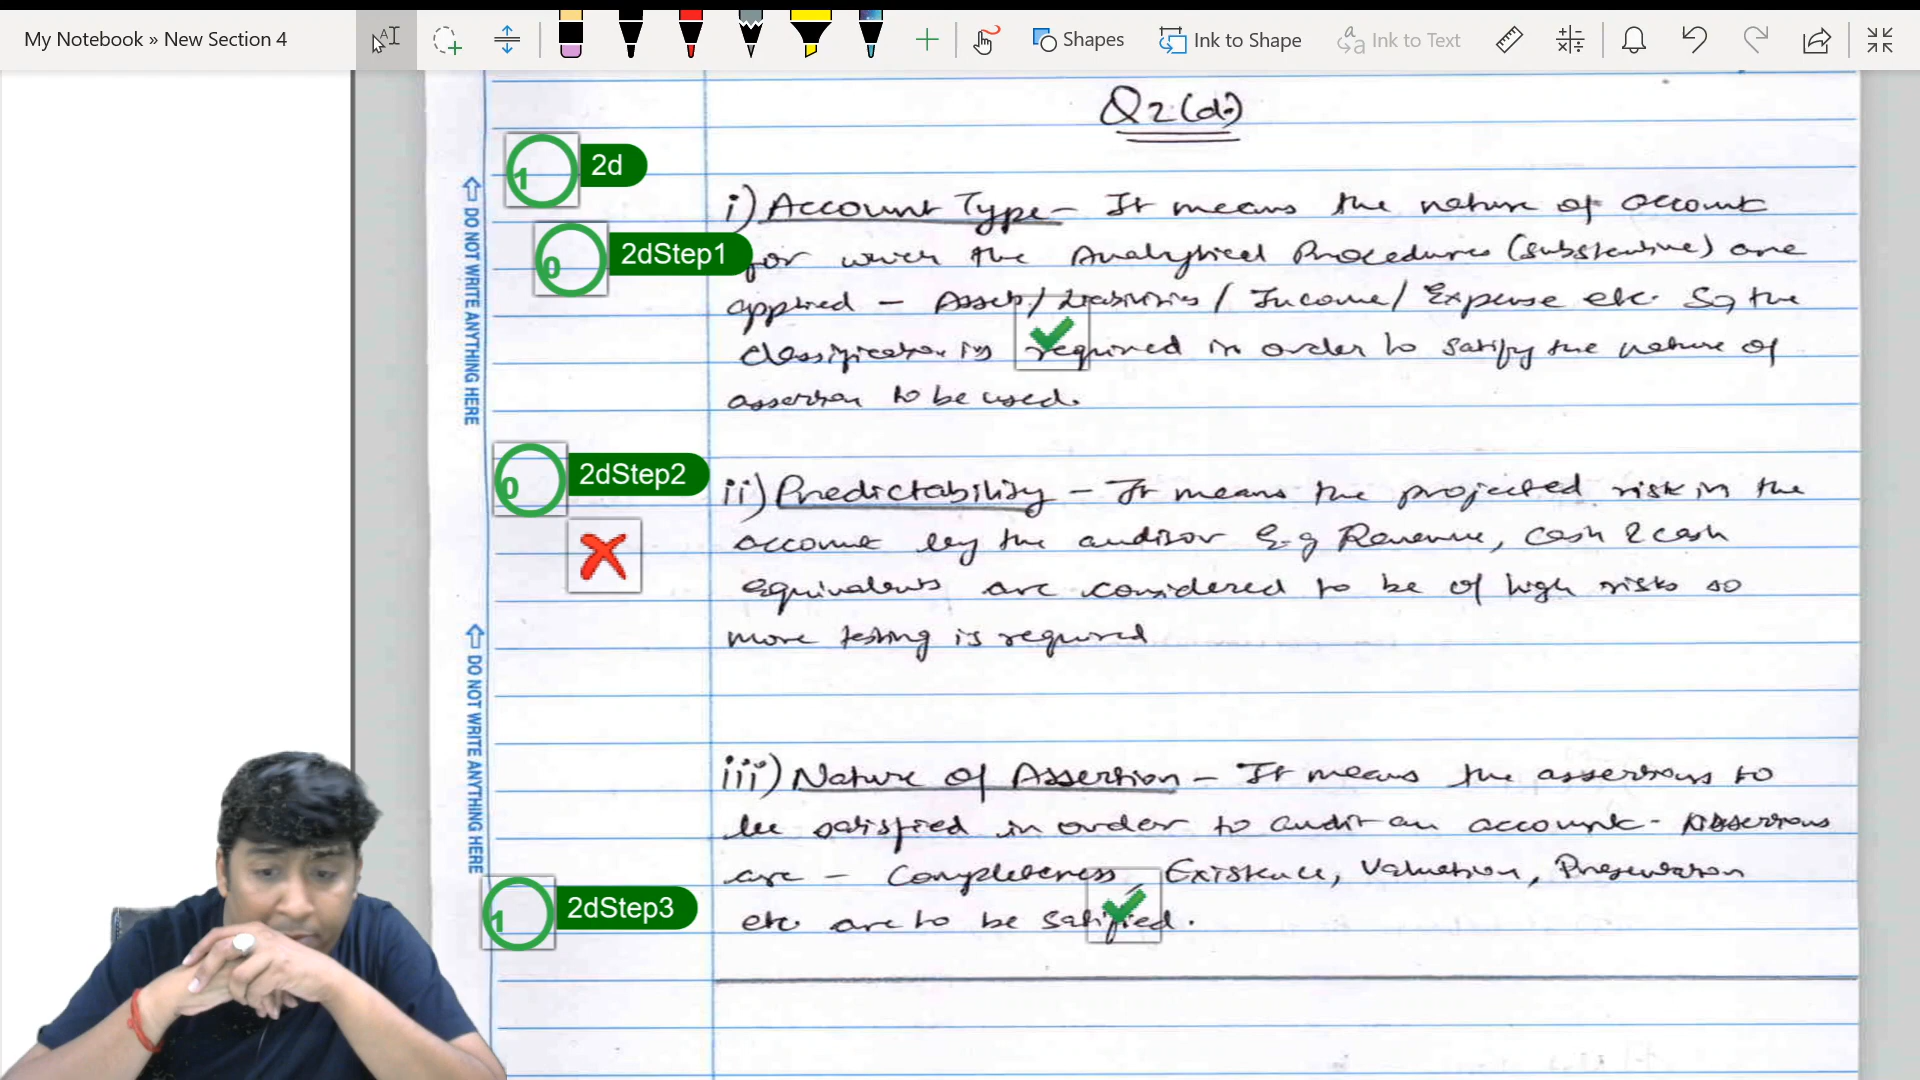 My Notebook » New Section 4
Shapes
Ink to Shape
Ink to Text
Q2(d)
1 2d
i) Account Type - It means the nature of account
0 2dStep1
for which the Analytical Procedures (substantive) are
applied - Assets / Liabilities / Income / Expense etc. So, the
classification is required in order to satify the nature of
assertion to be used.
0 2dStep2
ii) Predictability - It means the projected risk in the
account by the auditor E.g Revenue, cash & cash
equivalents are considered to be of high risks so
more testing is required
iii) Nature of Assertion - It means the assertions to
be satisfied in order to audit an account - Assertions
are - Completeness, Existence, Valuation, Presentation
1 2dStep3
etc. are to be satified.
DO NOT WRITE ANYTHING HERE
DO NOT WRITE ANYTHING HERE